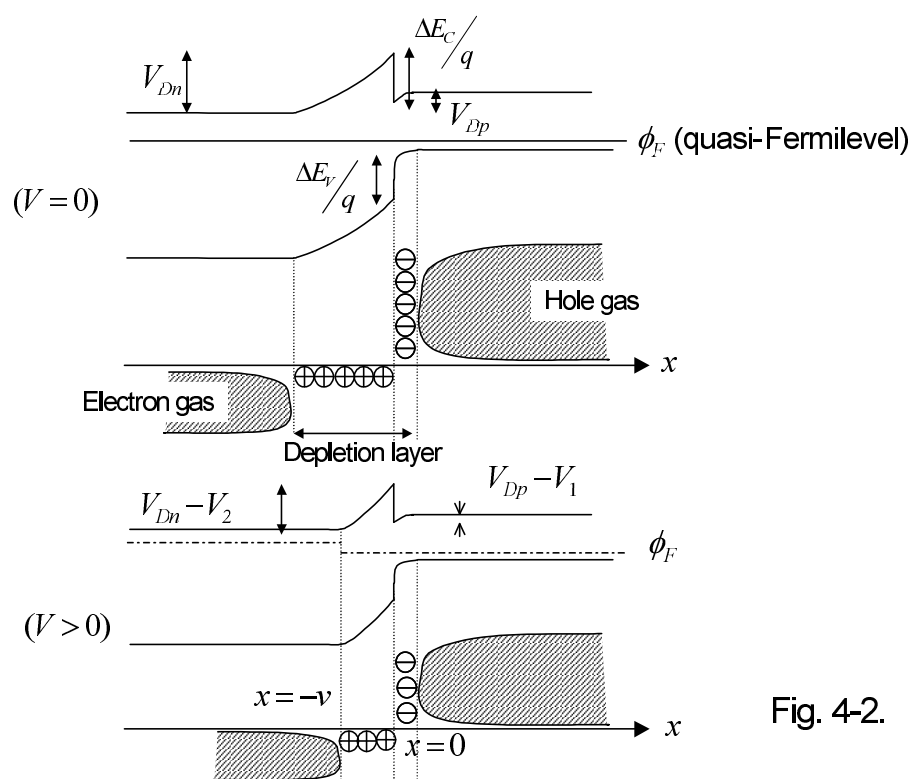 ΔE_C/q
V_Dn
V_Dp
ϕ_F (quasi-Fermilevel)
ΔE_V/q
(V = 0)
Hole gas
x
Electron gas
Depletion layer
V_Dn − V_2
V_Dp − V_1
ϕ_F
(V > 0)
x = −v
x = 0
x
Fig. 4-2.